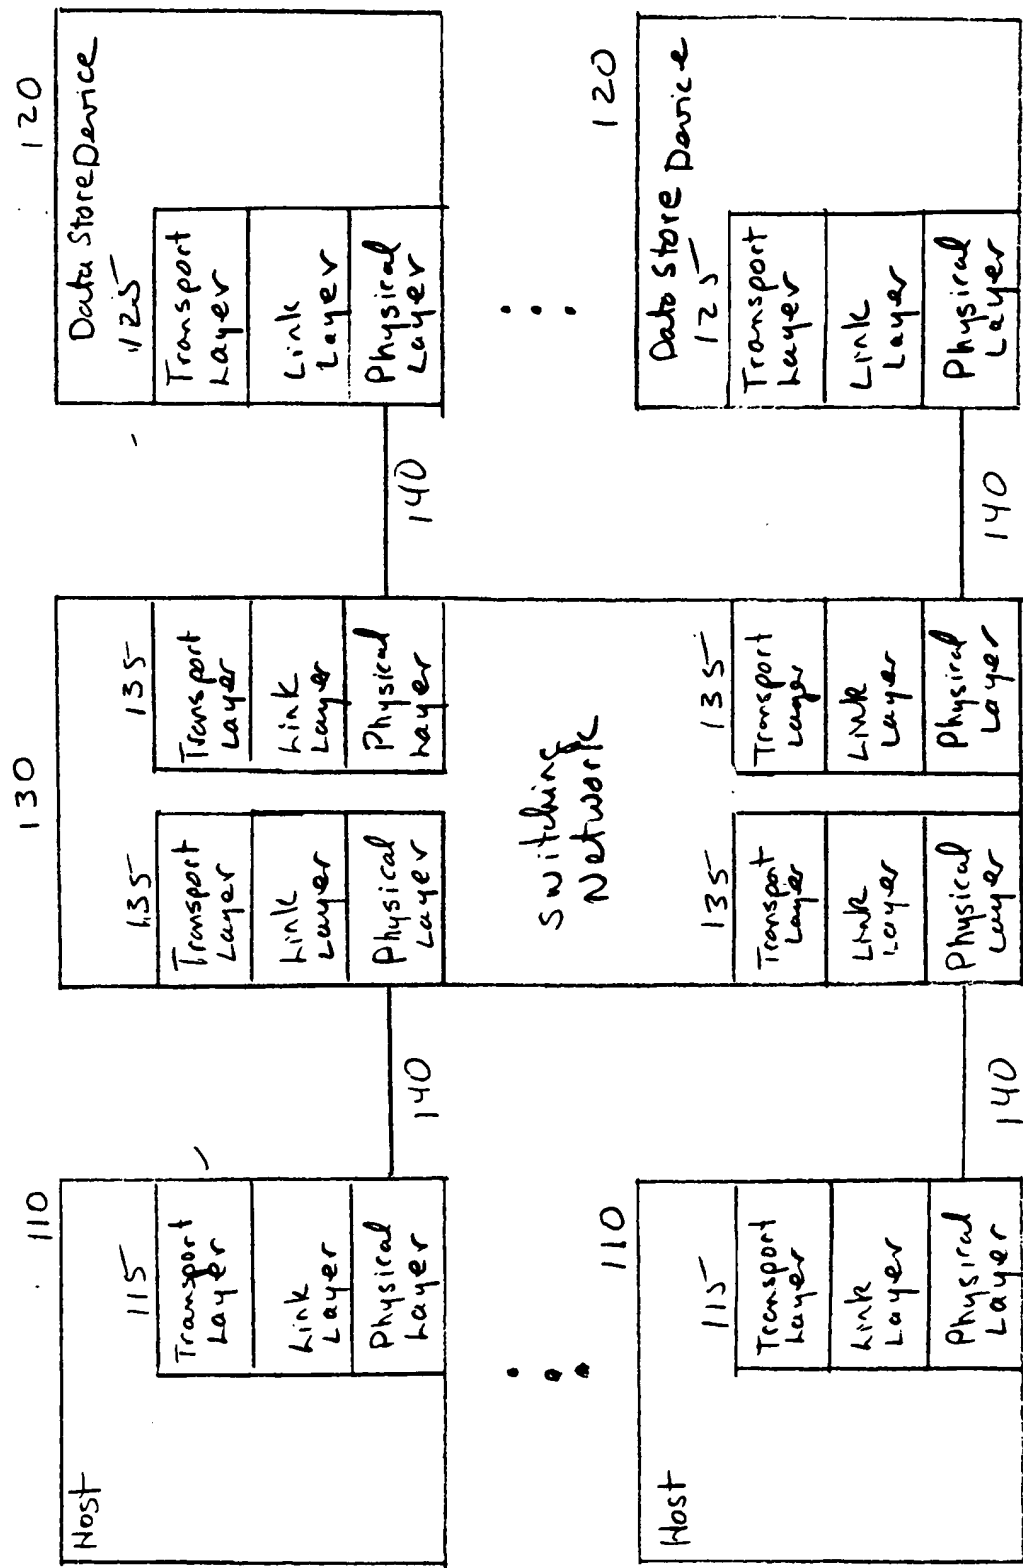 110
Host
115
Transport
Layer
Link
Layer
Physical
Layer
140
130
135
Transport
Layer
Link
Layer
Physical
Layer
135
Transport
Layer
Link
Layer
Physical
Layer
140
120
Data Store Device
125
Transport
Layer
Link
Layer
Physical
Layer
Switching
Network
110
Host
115
Transport
Layer
Link
Layer
Physical
Layer
140
135
Transport
Layer
Link
Layer
Physical
Layer
135
Transport
Layer
Link
Layer
Physical
Layer
140
120
Data Store Device
125
Transport
Layer
Link
Layer
Physical
Layer